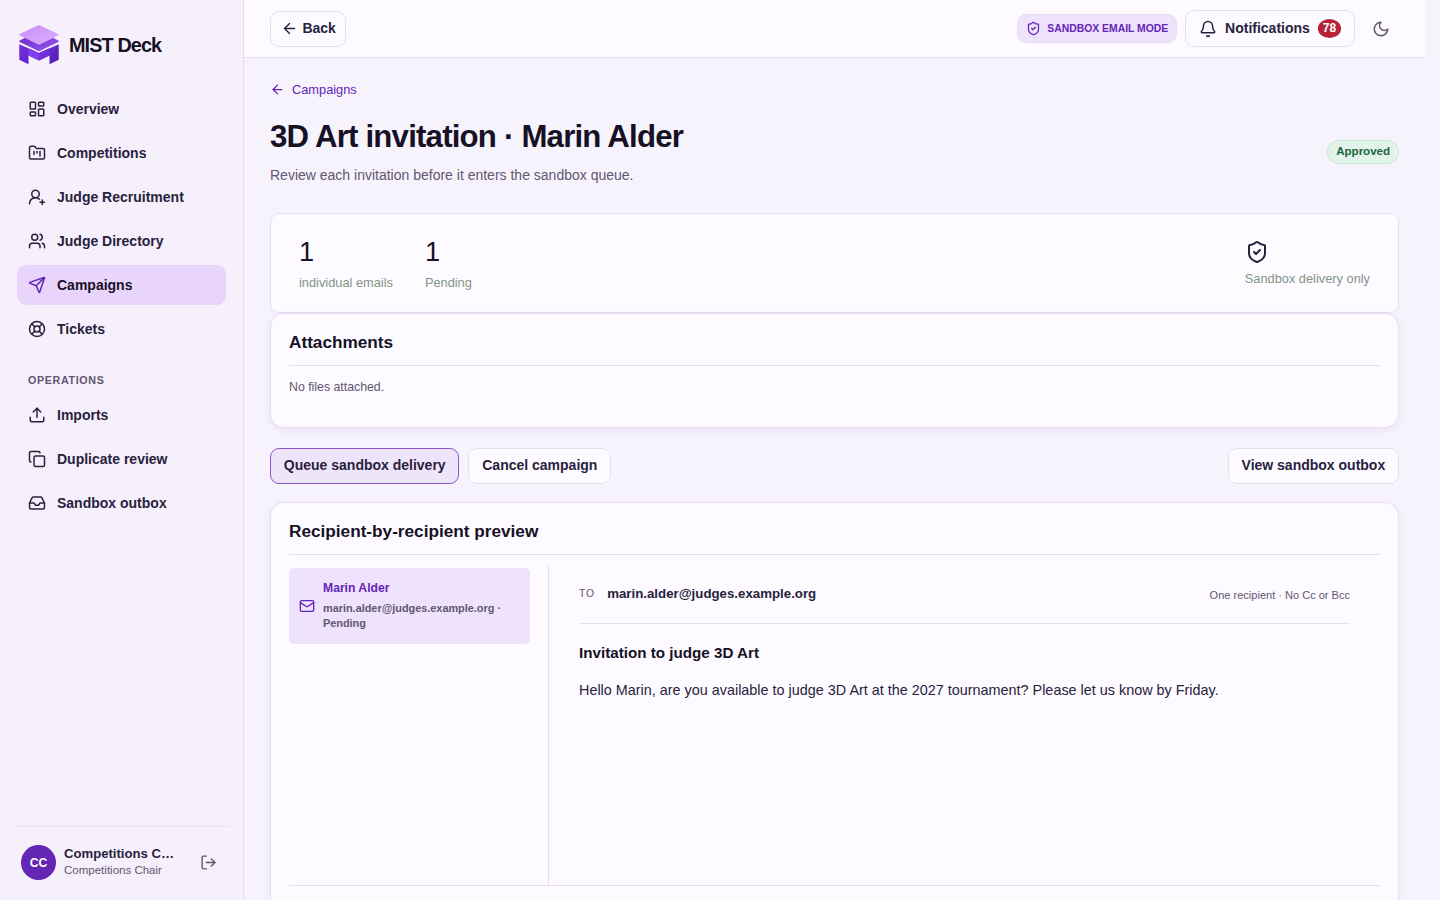 MIST Deck
Overview
Competitions
Judge Recruitment
Judge Directory
Campaigns
Tickets
OPERATIONS
Imports
Duplicate review
Sandbox outbox
CC
Competitions C…
Competitions Chair
Back
SANDBOX EMAIL MODE
Notifications 78
Campaigns
3D Art invitation · Marin Alder
Approved
Review each invitation before it enters the sandbox queue.
1
individual emails
1
Pending
Sandbox delivery only
Attachments
No files attached.
Queue sandbox delivery
Cancel campaign
View sandbox outbox
Recipient-by-recipient preview
Marin Alder
marin.alder@judges.example.org ·
Pending
TO marin.alder@judges.example.org
One recipient · No Cc or Bcc
Invitation to judge 3D Art
Hello Marin, are you available to judge 3D Art at the 2027 tournament? Please let us know by Friday.